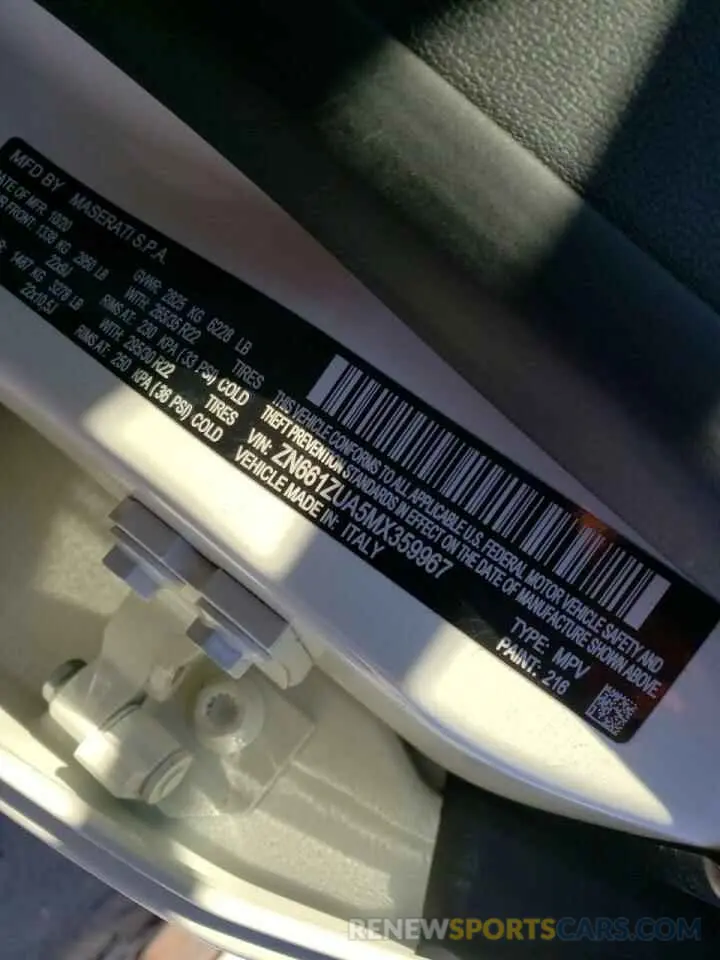 MFD BY MASERATI S.P.A.
DATE OF MFR. 10/20 GVWR: 2825 KG 6228 LB
FRONT: 1338 KG 2950 LB WITH: 265/35 R22 TIRES
RIMS AT: 230 KPA (33 PSI) COLD
1487 KG 3278 LB WITH: 295/30 R22 TIRES
22x10.5J RIMS AT: 250 KPA (36 PSI) COLD
THIS VEHICLE CONFORMS TO ALL APPLICABLE U.S. FEDERAL MOTOR VEHICLE SAFETY AND
THEFT PREVENTION STANDARDS IN EFFECT ON THE DATE OF MANUFACTURE SHOWN ABOVE.
VIN: ZN661ZUA5MX359967 TYPE: MPV
VEHICLE MADE IN: ITALY PAINT: 216
RENEWSPORTSCARS.COM